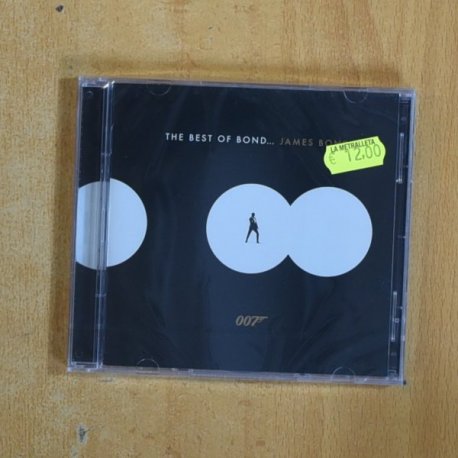 THE BEST OF BOND... JAMES BO
LA METRALLETA
€ 12,00
007